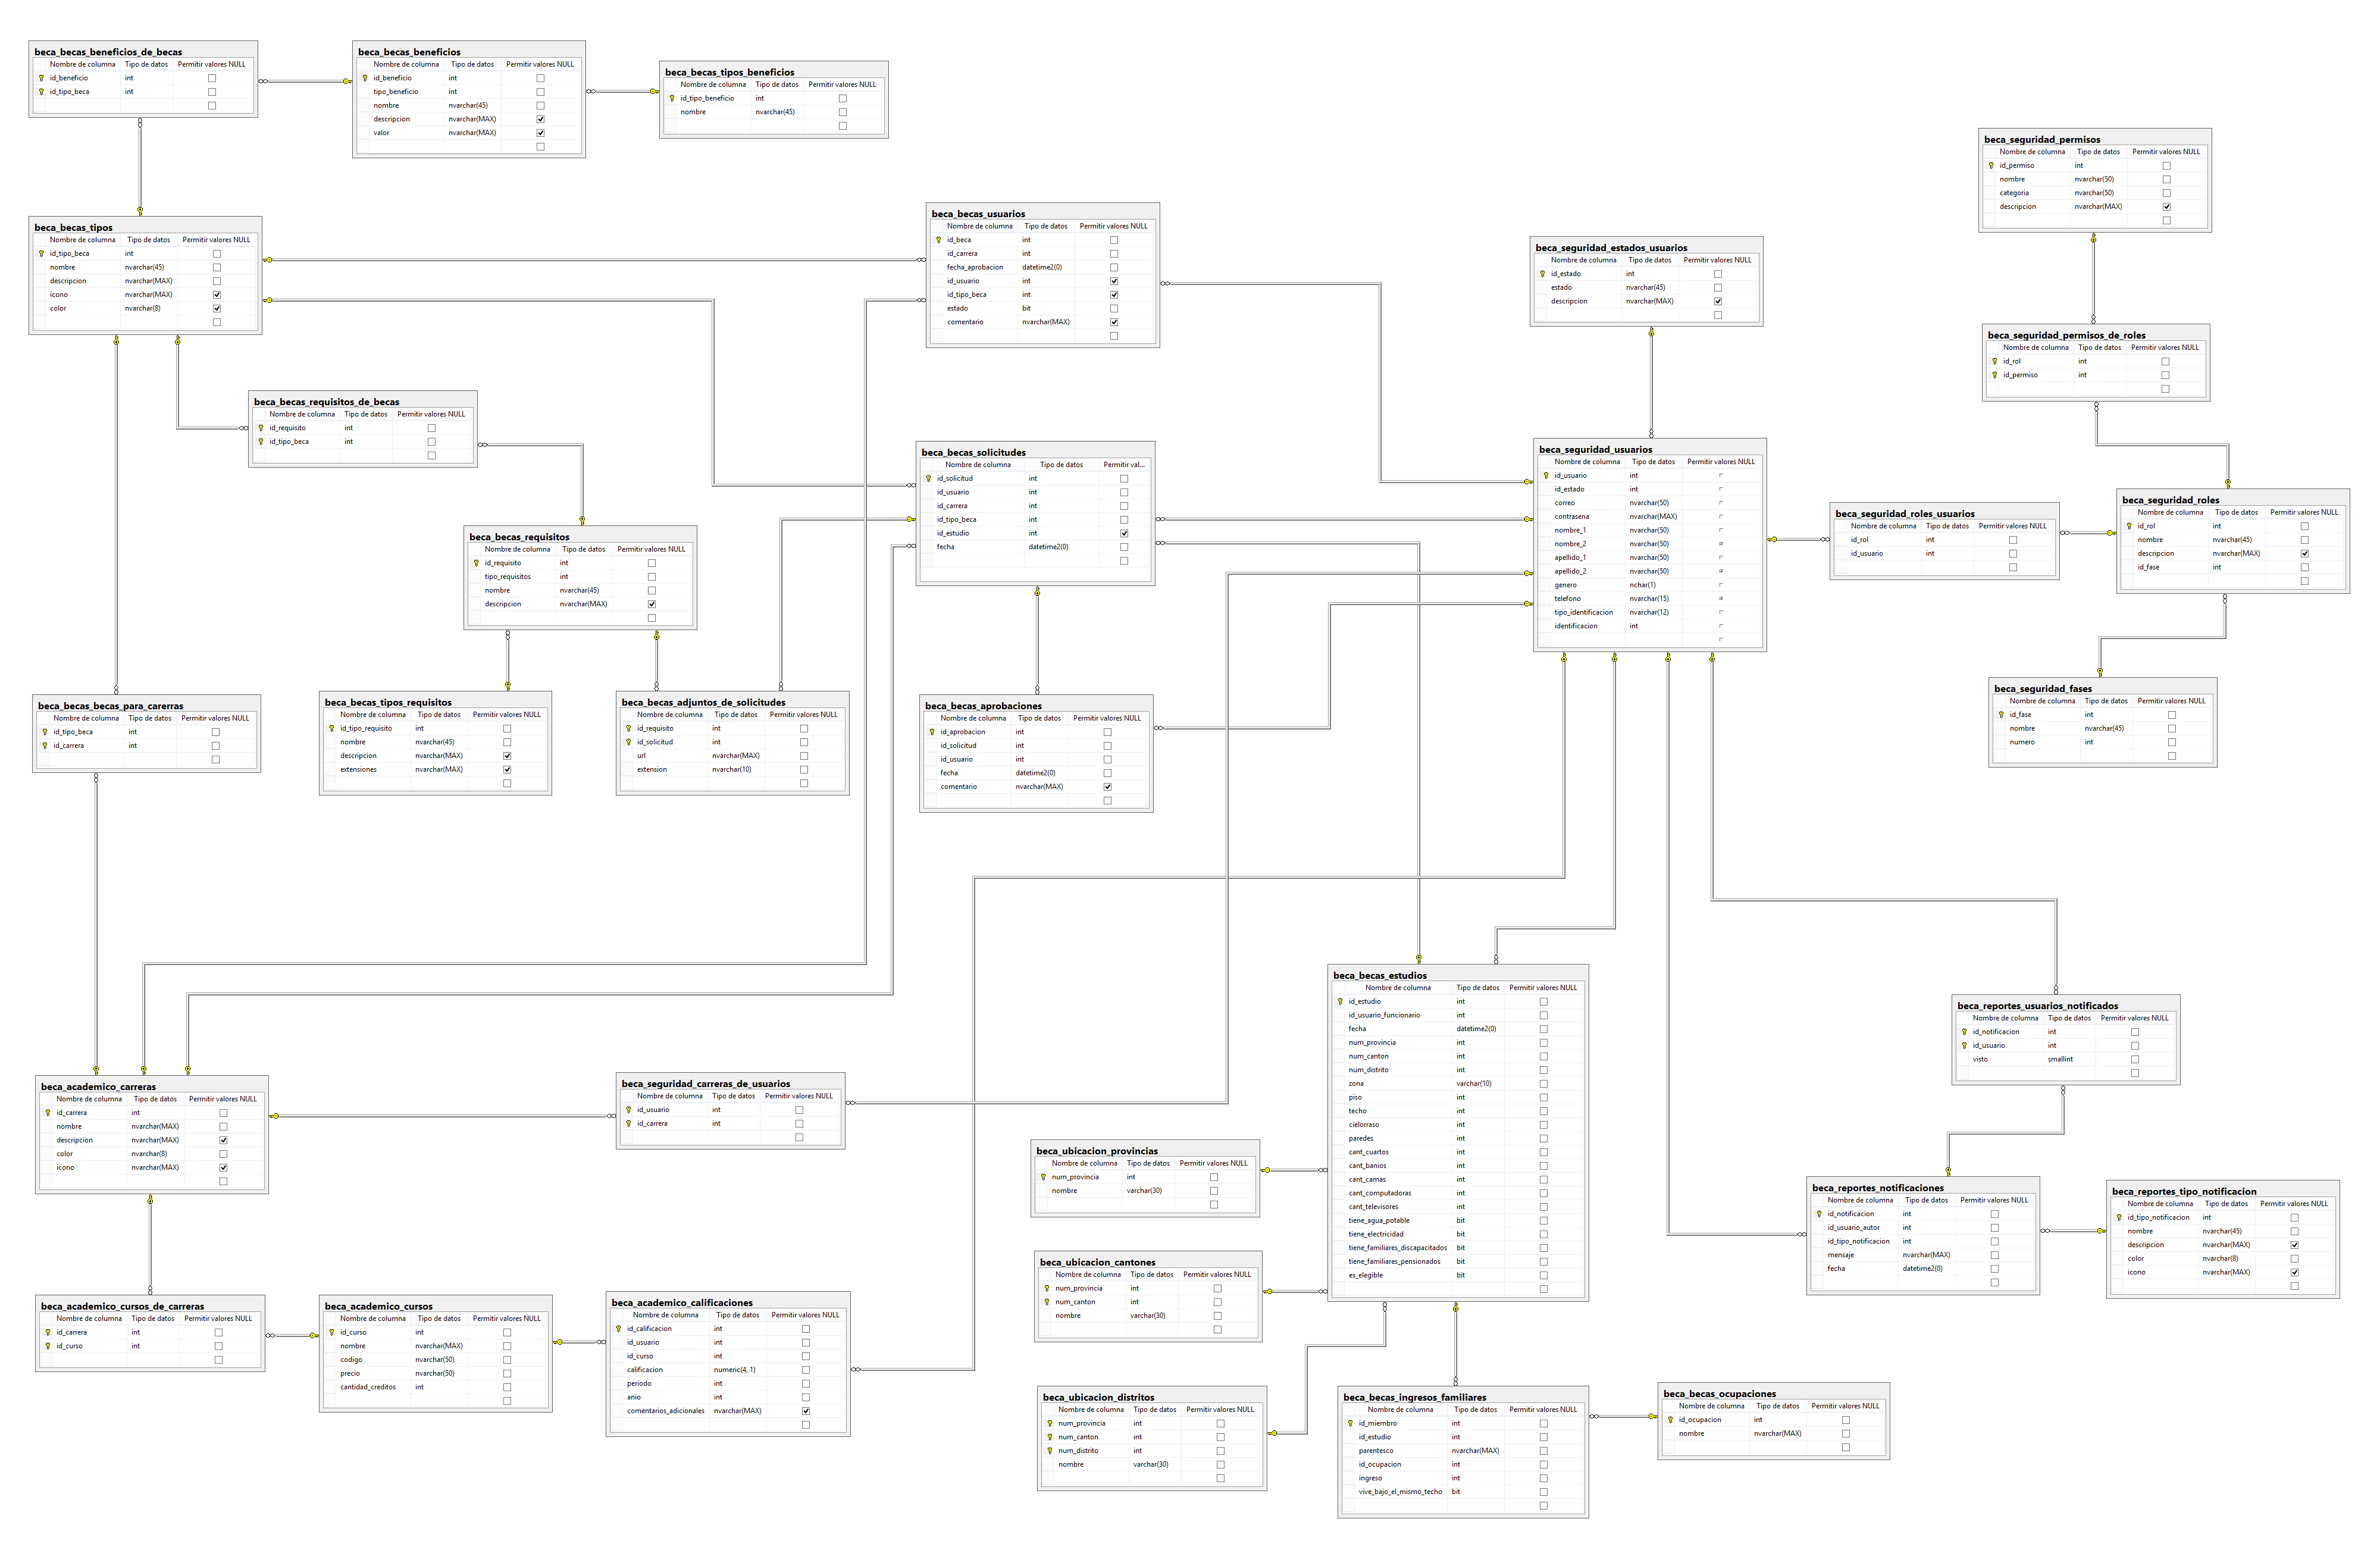 beca_becas_beneficios_de_becas
Nombre de columna Tipo de datos Permitir valores NULL
id_beneficio int
id_tipo_beca int
beca_becas_beneficios
Nombre de columna Tipo de datos Permitir valores NULL
id_beneficio int
tipo_beneficio int
nombre nvarchar(45)
descripcion nvarchar(MAX)
valor nvarchar(MAX)
beca_becas_tipos_beneficios
Nombre de columna Tipo de datos Permitir valores NULL
id_tipo_beneficio int
nombre nvarchar(45)
beca_seguridad_permisos
Nombre de columna Tipo de datos Permitir valores NULL
id_permiso int
nombre nvarchar(50)
categoria nvarchar(50)
descripcion nvarchar(MAX)
beca_becas_tipos
Nombre de columna Tipo de datos Permitir valores NULL
id_tipo_beca int
nombre nvarchar(45)
descripcion nvarchar(MAX)
icono nvarchar(MAX)
color nvarchar(8)
beca_becas_usuarios
Nombre de columna Tipo de datos Permitir valores NULL
id_beca int
id_carrera int
fecha_aprobacion datetime2(0)
id_usuario int
id_tipo_beca int
estado bit
comentario nvarchar(MAX)
beca_seguridad_estados_usuarios
Nombre de columna Tipo de datos Permitir valores NULL
id_estado int
estado nvarchar(45)
descripcion nvarchar(MAX)
beca_seguridad_permisos_de_roles
Nombre de columna Tipo de datos Permitir valores NULL
id_rol int
id_permiso int
beca_becas_requisitos_de_becas
Nombre de columna Tipo de datos Permitir valores NULL
id_requisito int
id_tipo_beca int
beca_becas_solicitudes
Nombre de columna Tipo de datos Permitir val...
id_solicitud int
id_usuario int
id_carrera int
id_tipo_beca int
id_estudio int
fecha datetime2(0)
beca_seguridad_usuarios
Nombre de columna Tipo de datos Permitir valores NULL
id_usuario int
id_estado int
correo nvarchar(50)
contrasena nvarchar(MAX)
nombre_1 nvarchar(50)
nombre_2 nvarchar(50)
apellido_1 nvarchar(50)
apellido_2 nvarchar(50)
genero nchar(1)
telefono nvarchar(15)
tipo_identificacion nvarchar(12)
identificacion int
beca_seguridad_roles_usuarios
Nombre de columna Tipo de datos Permitir valores NULL
id_rol int
id_usuario int
beca_seguridad_roles
Nombre de columna Tipo de datos Permitir valores NULL
id_rol int
nombre nvarchar(45)
descripcion nvarchar(MAX)
id_fase int
beca_becas_requisitos
Nombre de columna Tipo de datos Permitir valores NULL
id_requisito int
tipo_requisitos int
nombre nvarchar(45)
descripcion nvarchar(MAX)
beca_seguridad_fases
Nombre de columna Tipo de datos Permitir valores NULL
id_fase int
nombre nvarchar(45)
numero int
beca_becas_becas_para_carerras
Nombre de columna Tipo de datos Permitir valores NULL
id_tipo_beca int
id_carrera int
beca_becas_tipos_requisitos
Nombre de columna Tipo de datos Permitir valores NULL
id_tipo_requisito int
nombre nvarchar(45)
descripcion nvarchar(MAX)
extensiones nvarchar(MAX)
beca_becas_adjuntos_de_solicitudes
Nombre de columna Tipo de datos Permitir valores NULL
id_requisito int
id_solicitud int
url nvarchar(MAX)
extension nvarchar(10)
beca_becas_aprobaciones
Nombre de columna Tipo de datos Permitir valores NULL
id_aprobacion int
id_solicitud int
id_usuario int
fecha datetime2(0)
comentario nvarchar(MAX)
beca_becas_estudios
Nombre de columna Tipo de datos Permitir valores NULL
id_estudio int
id_usuario_funcionario int
fecha datetime2(0)
num_provincia int
num_canton int
num_distrito int
zona varchar(10)
piso int
techo int
cielorraso int
paredes int
cant_cuartos int
cant_banios int
cant_camas int
cant_computadoras int
cant_televisores int
tiene_agua_potable bit
tiene_electricidad bit
tiene_familiares_discapacitados bit
tiene_familiares_pensionados bit
es_elegible bit
beca_reportes_usuarios_notificados
Nombre de columna Tipo de datos Permitir valores NULL
id_notificacion int
id_usuario int
visto smallint
beca_academico_carreras
Nombre de columna Tipo de datos Permitir valores NULL
id_carrera int
nombre nvarchar(MAX)
descripcion nvarchar(MAX)
color nvarchar(8)
icono nvarchar(MAX)
beca_seguridad_carreras_de_usuarios
Nombre de columna Tipo de datos Permitir valores NULL
id_usuario int
id_carrera int
beca_ubicacion_provincias
Nombre de columna Tipo de datos Permitir valores NULL
num_provincia int
nombre varchar(30)
beca_reportes_notificaciones
Nombre de columna Tipo de datos Permitir valores NULL
id_notificacion int
id_usuario_autor int
id_tipo_notificacion int
mensaje nvarchar(MAX)
fecha datetime2(0)
beca_reportes_tipo_notificacion
Nombre de columna Tipo de datos Permitir valores NULL
id_tipo_notificacion int
nombre nvarchar(45)
descripcion nvarchar(MAX)
color varchar(8)
icono nvarchar(MAX)
beca_ubicacion_cantones
Nombre de columna Tipo de datos Permitir valores NULL
num_provincia int
num_canton int
nombre varchar(30)
beca_academico_cursos_de_carreras
Nombre de columna Tipo de datos Permitir valores NULL
id_carrera int
id_curso int
beca_academico_cursos
Nombre de columna Tipo de datos Permitir valores NULL
id_curso int
nombre nvarchar(MAX)
codigo nvarchar(50)
precio nvarchar(50)
cantidad_creditos int
beca_academico_calificaciones
Nombre de columna Tipo de datos Permitir valores NULL
id_calificacion int
id_usuario int
id_curso int
calificacion numeric(4, 1)
periodo int
anio int
comentarios_adicionales nvarchar(MAX)
beca_ubicacion_distritos
Nombre de columna Tipo de datos Permitir valores NULL
num_provincia int
num_canton int
num_distrito int
nombre varchar(30)
beca_becas_ingresos_familiares
Nombre de columna Tipo de datos Permitir valores NULL
id_miembro int
id_estudio int
parentesco nvarchar(MAX)
id_ocupacion int
ingreso int
vive_bajo_el_mismo_techo bit
beca_becas_ocupaciones
Nombre de columna Tipo de datos Permitir valores NULL
id_ocupacion int
nombre nvarchar(MAX)